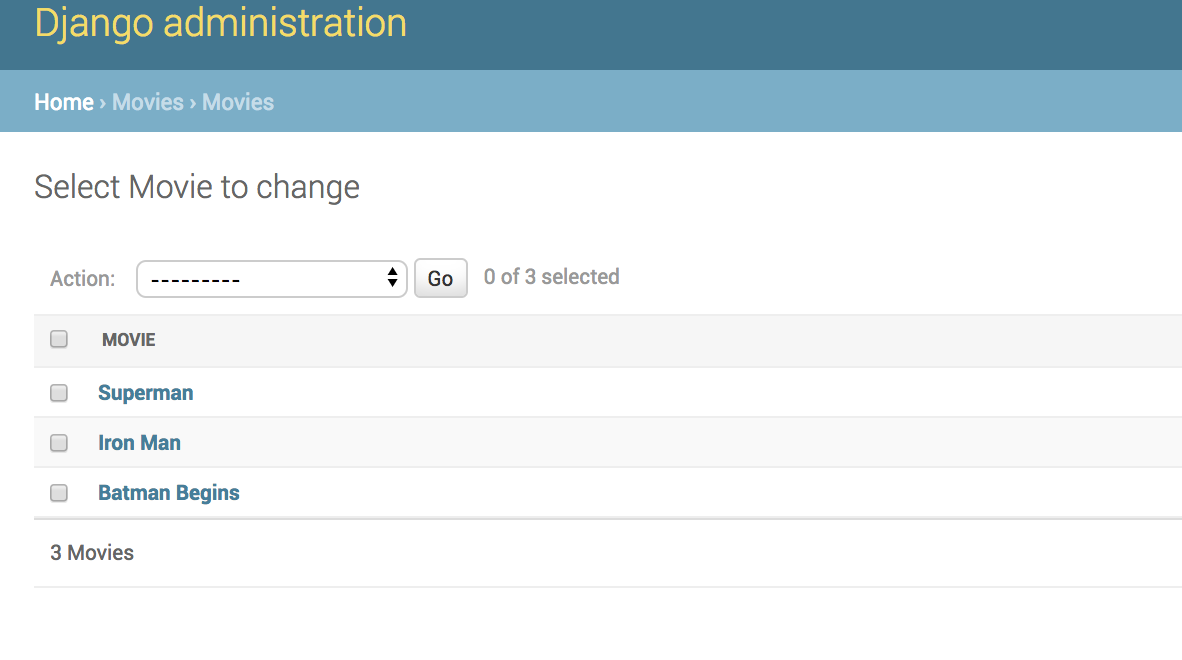 Django administration
Home › Movies › Movies
Select Movie to change
Action: --------- Go 0 of 3 selected
MOVIE
Superman
Iron Man
Batman Begins
3 Movies